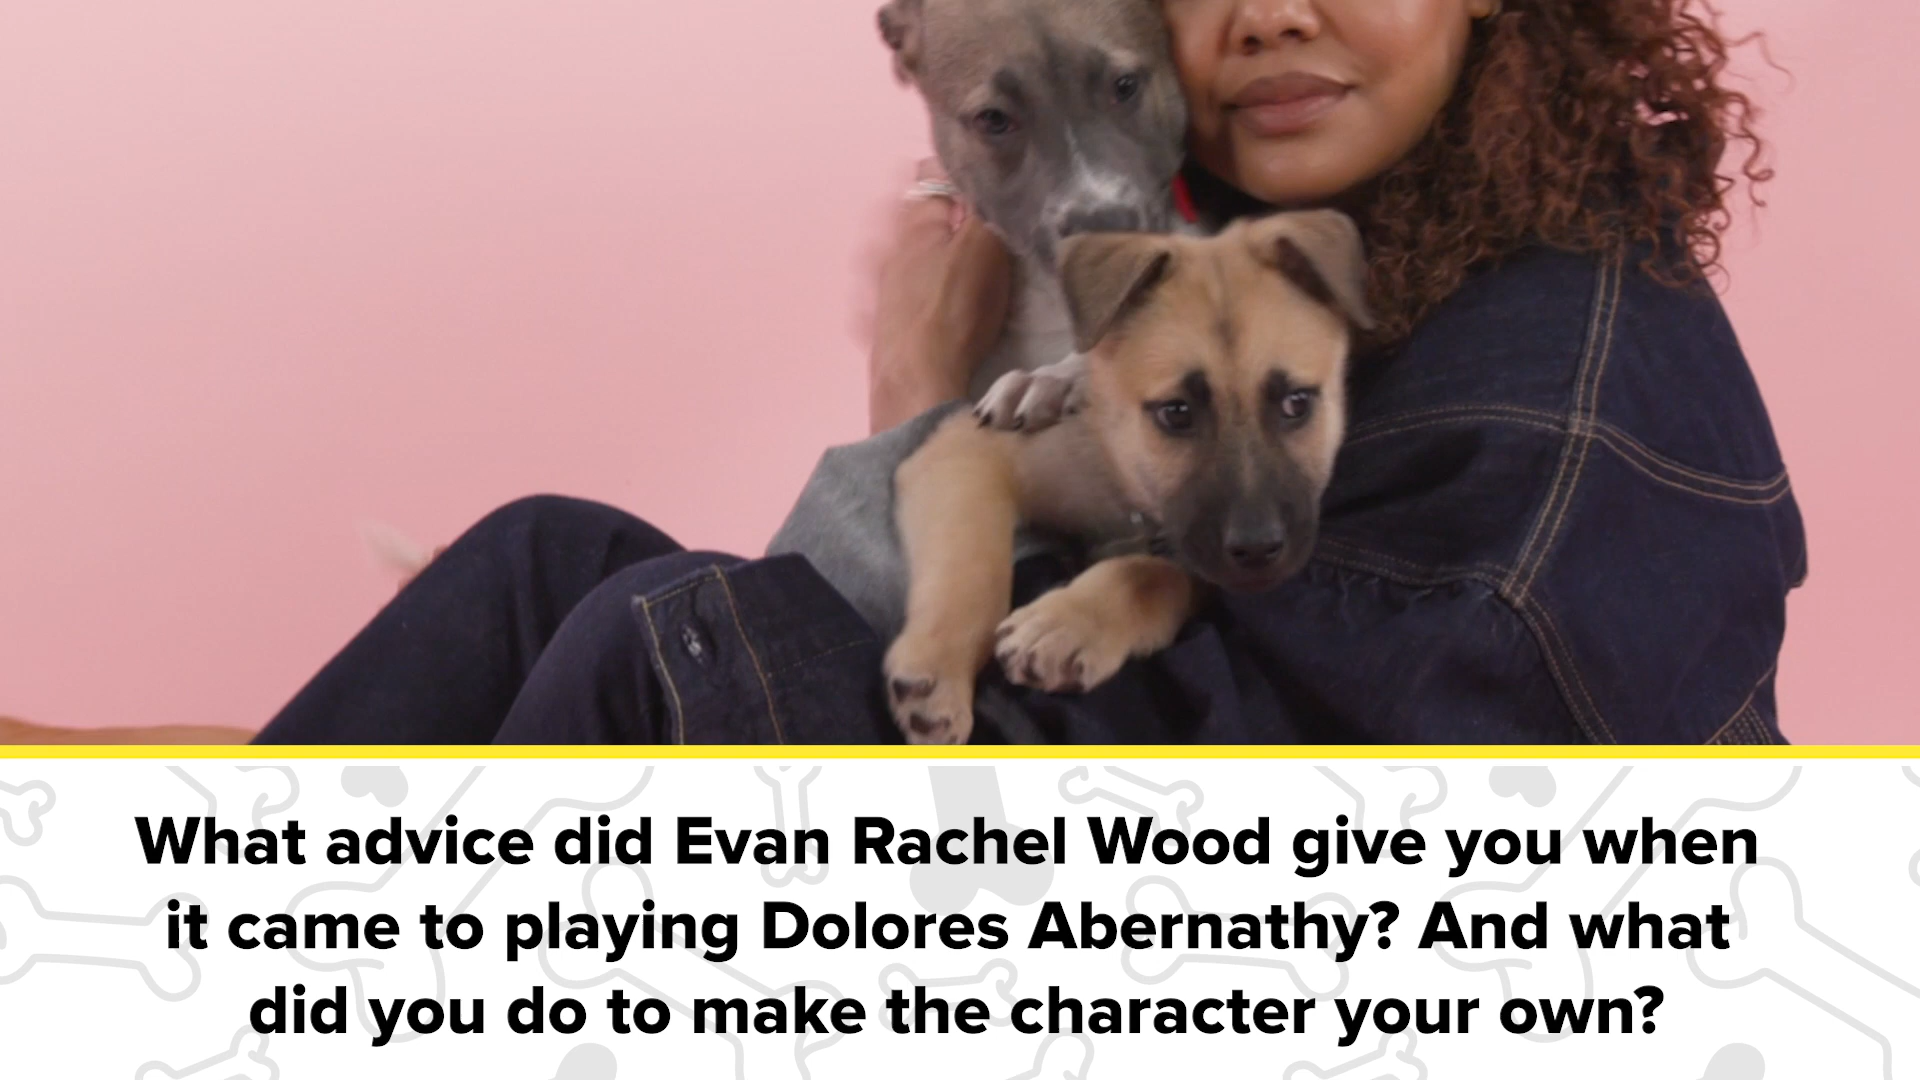 What advice did Evan Rachel Wood give you when
it came to playing Dolores Abernathy? And what
did you do to make the character your own?